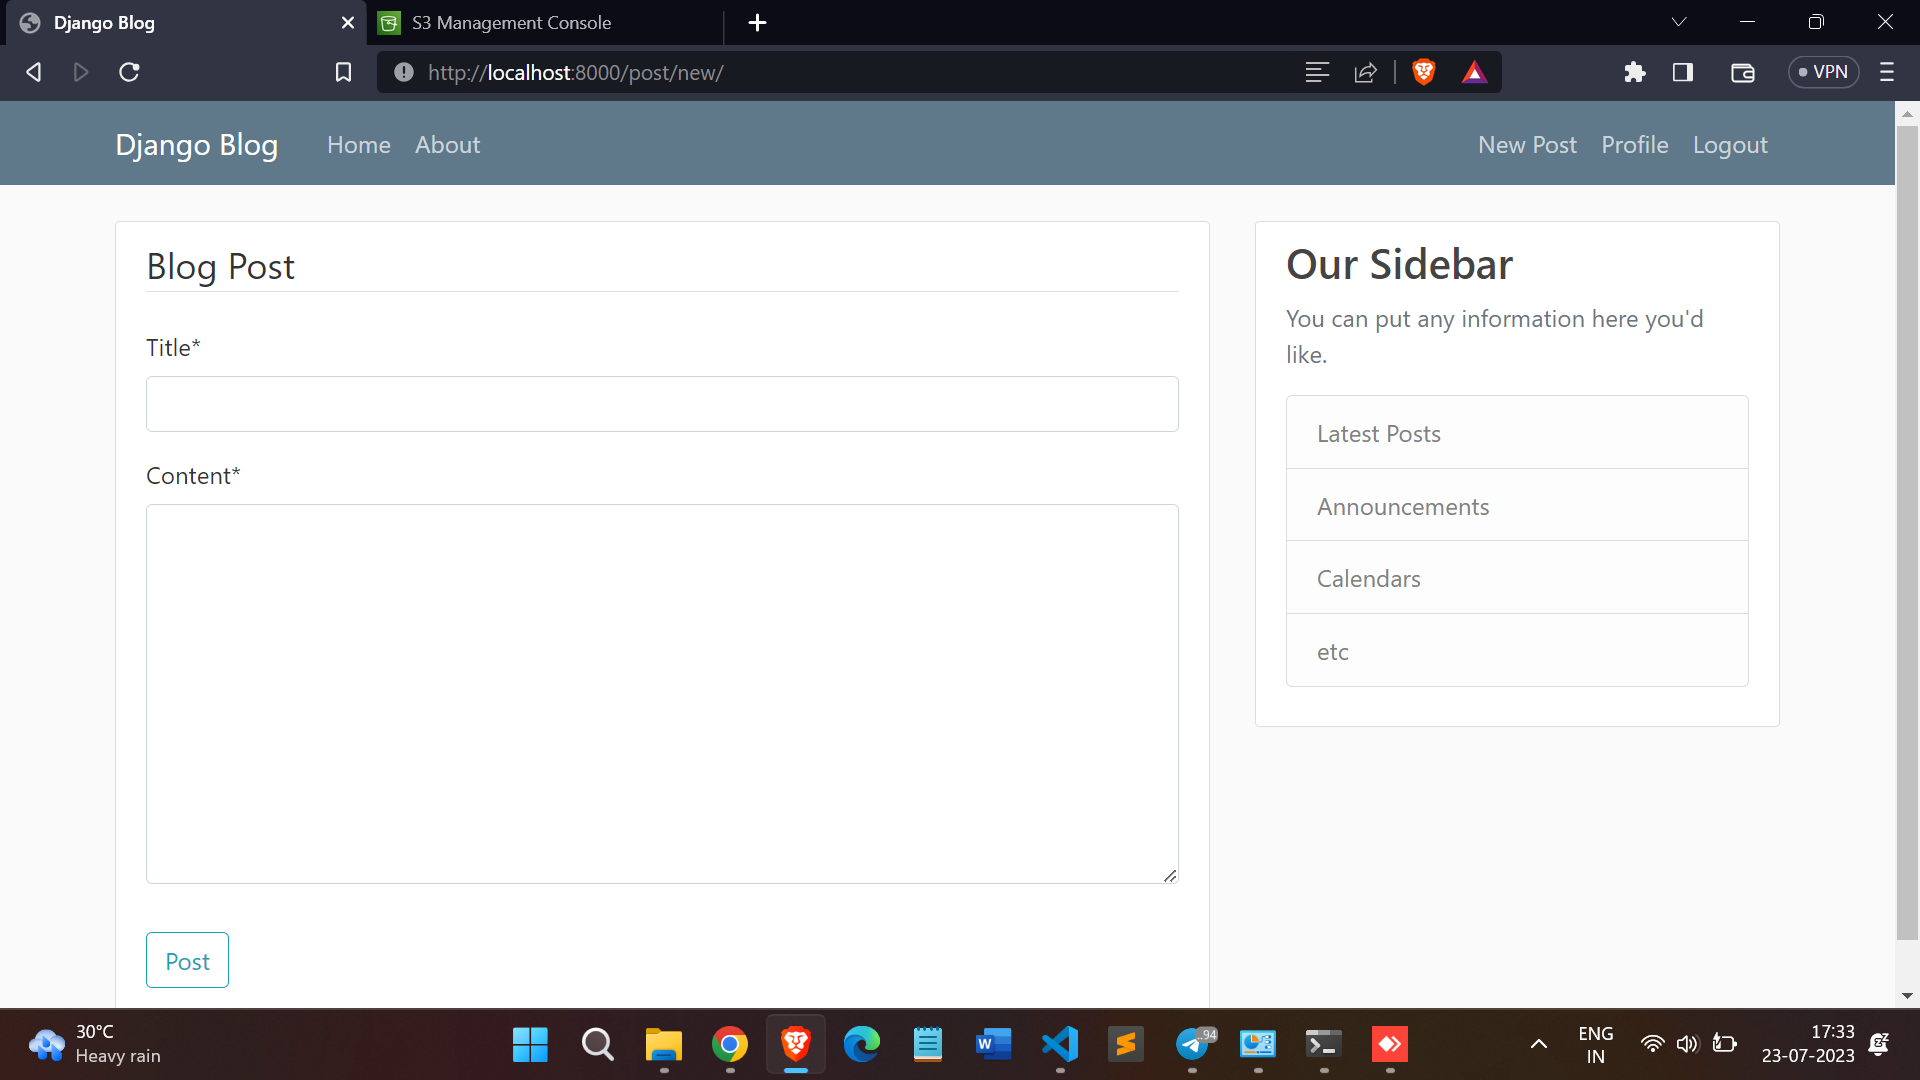 Django Blog
S3 Management Console
http://localhost:8000/post/new/
VPN
Django Blog
Home
About
New Post
Profile
Logout
Blog Post
Title*
Content*
Post
Our Sidebar
You can put any information here you'd
like.
Latest Posts
Announcements
Calendars
etc
30°C
Heavy rain
W
..94
ENG
IN
17:33
23-07-2023